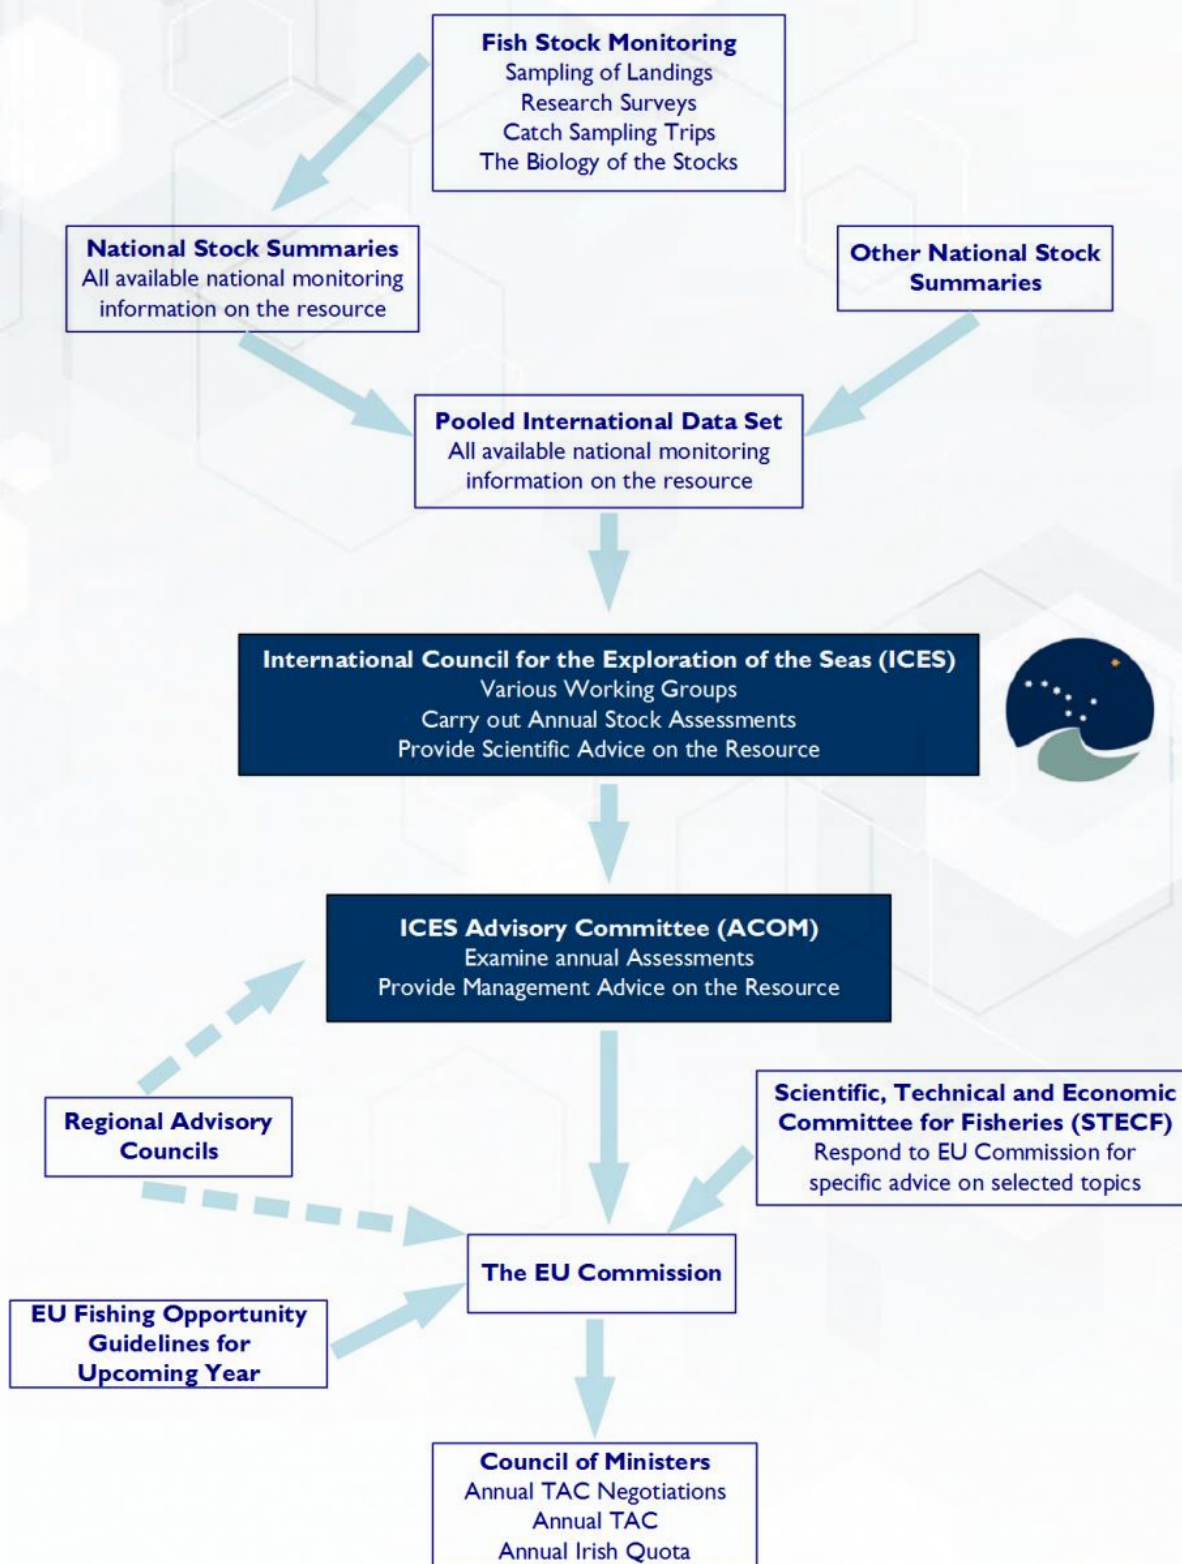 Fish Stock Monitoring
Sampling of Landings
Research Surveys
Catch Sampling Trips
The Biology of the Stocks
National Stock Summaries
All available national monitoring
information on the resource
Other National Stock
Summaries
Pooled International Data Set
All available national monitoring
information on the resource
International Council for the Exploration of the Seas (ICES)
Various Working Groups
Carry out Annual Stock Assessments
Provide Scientific Advice on the Resource
ICES Advisory Committee (ACOM)
Examine annual Assessments
Provide Management Advice on the Resource
Regional Advisory
Councils
Scientific, Technical and Economic
Committee for Fisheries (STECF)
Respond to EU Commission for
specific advice on selected topics
The EU Commission
EU Fishing Opportunity
Guidelines for
Upcoming Year
Council of Ministers
Annual TAC Negotiations
Annual TAC
Annual Irish Quota